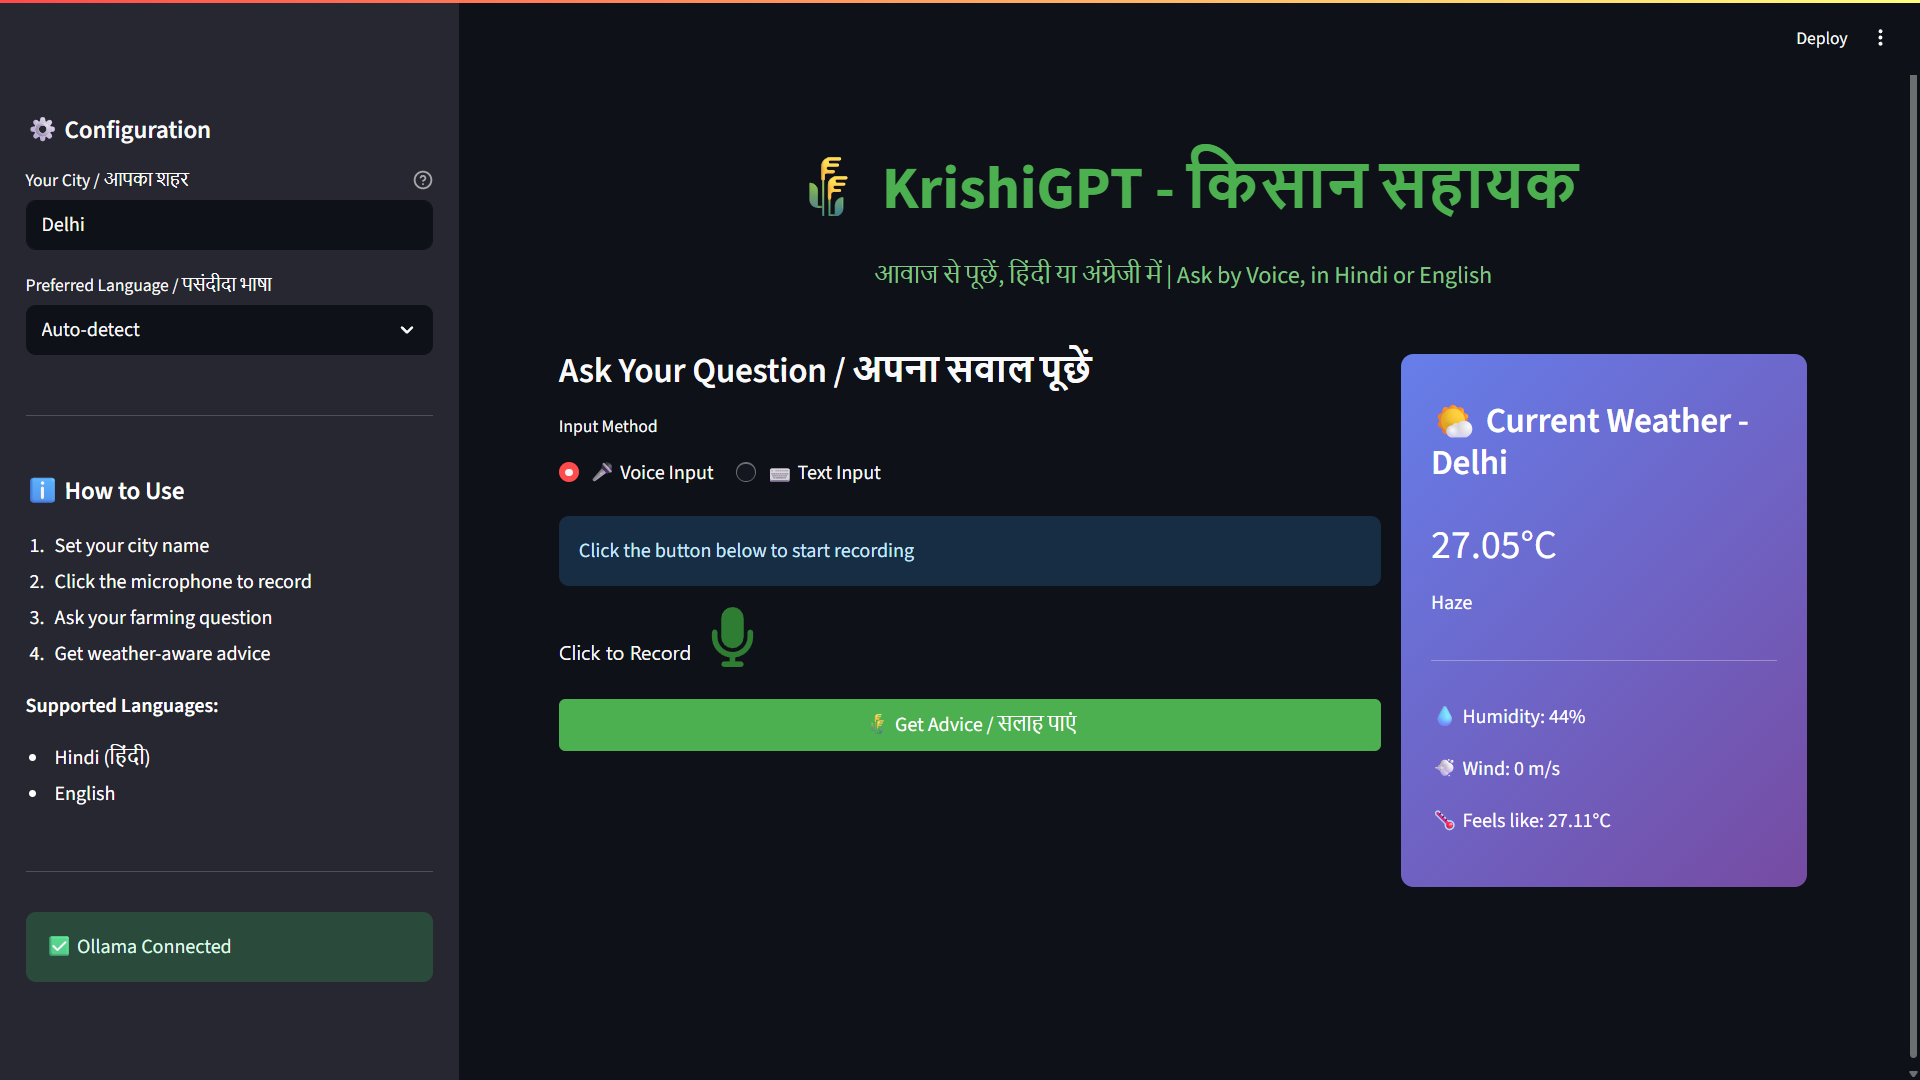 Deploy
Configuration
Your City / आपका शहर
Delhi
Preferred Language / पसंदीदा भाषा
Auto-detect
How to Use
1. Set your city name
2. Click the microphone to record
3. Ask your farming question
4. Get weather-aware advice
Supported Languages:
Hindi (हिंदी)
English
Ollama Connected
KrishiGPT - किसान सहायक
आवाज से पूछें, हिंदी या अंग्रेजी में | Ask by Voice, in Hindi or English
Ask Your Question / अपना सवाल पूछें
Input Method
Voice Input
Text Input
Click the button below to start recording
Click to Record
Get Advice / सलाह पाएं
Current Weather -
Delhi
27.05°C
Haze
Humidity: 44%
Wind: 0 m/s
Feels like: 27.11°C